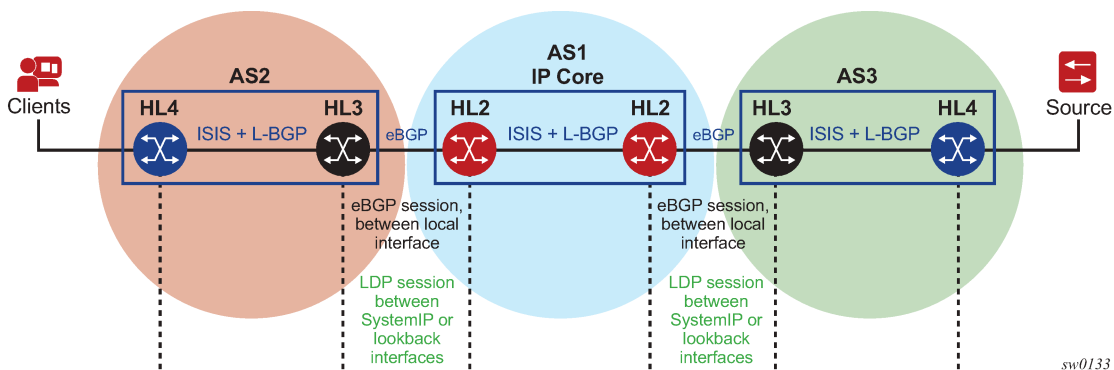 AS1
IP Core
AS2
AS3
Clients
Source
HL4
HL3
HL2
HL2
HL3
HL4
ISIS + L-BGP
eBGP
ISIS + L-BGP
eBGP
ISIS + L-BGP
eBGP session,
between local
interface
eBGP session,
between local
interface
LDP session
between
SystemIP or
lookback
interfaces
LDP session
between
SystemIP or
lookback
interfaces
sw0133